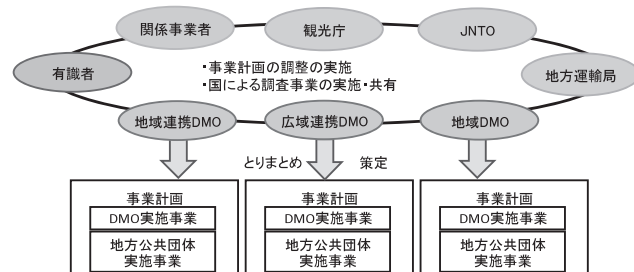 関係事業者
観光庁
JNTO
有識者
・事業計画の調整の実施
・国による調査事業の実施・共有
地方運輸局
地域連携DMO
広域連携DMO
地域DMO
とりまとめ
策定
事業計画
DMO実施事業
地方公共団体
実施事業
事業計画
DMO実施事業
地方公共団体
実施事業
事業計画
DMO実施事業
地方公共団体
実施事業